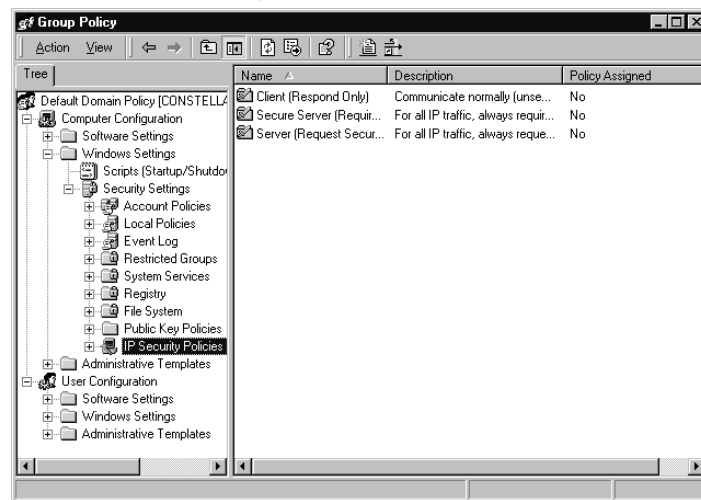 Group Policy
Action View
Tree
Name Description Policy Assigned
Default Domain Policy [CONSTELLA
Computer Configuration
Software Settings
Windows Settings
Scripts (Startup/Shutdov
Security Settings
Account Policies
Local Policies
Event Log
Restricted Groups
System Services
Registry
File System
Public Key Policies
IP Security Policies
Administrative Templates
User Configuration
Software Settings
Windows Settings
Administrative Templates
Client (Respond Only) Communicate normally (unse... No
Secure Server (Requir... For all IP traffic, always requir... No
Server (Request Secur... For all IP traffic, always reque... No